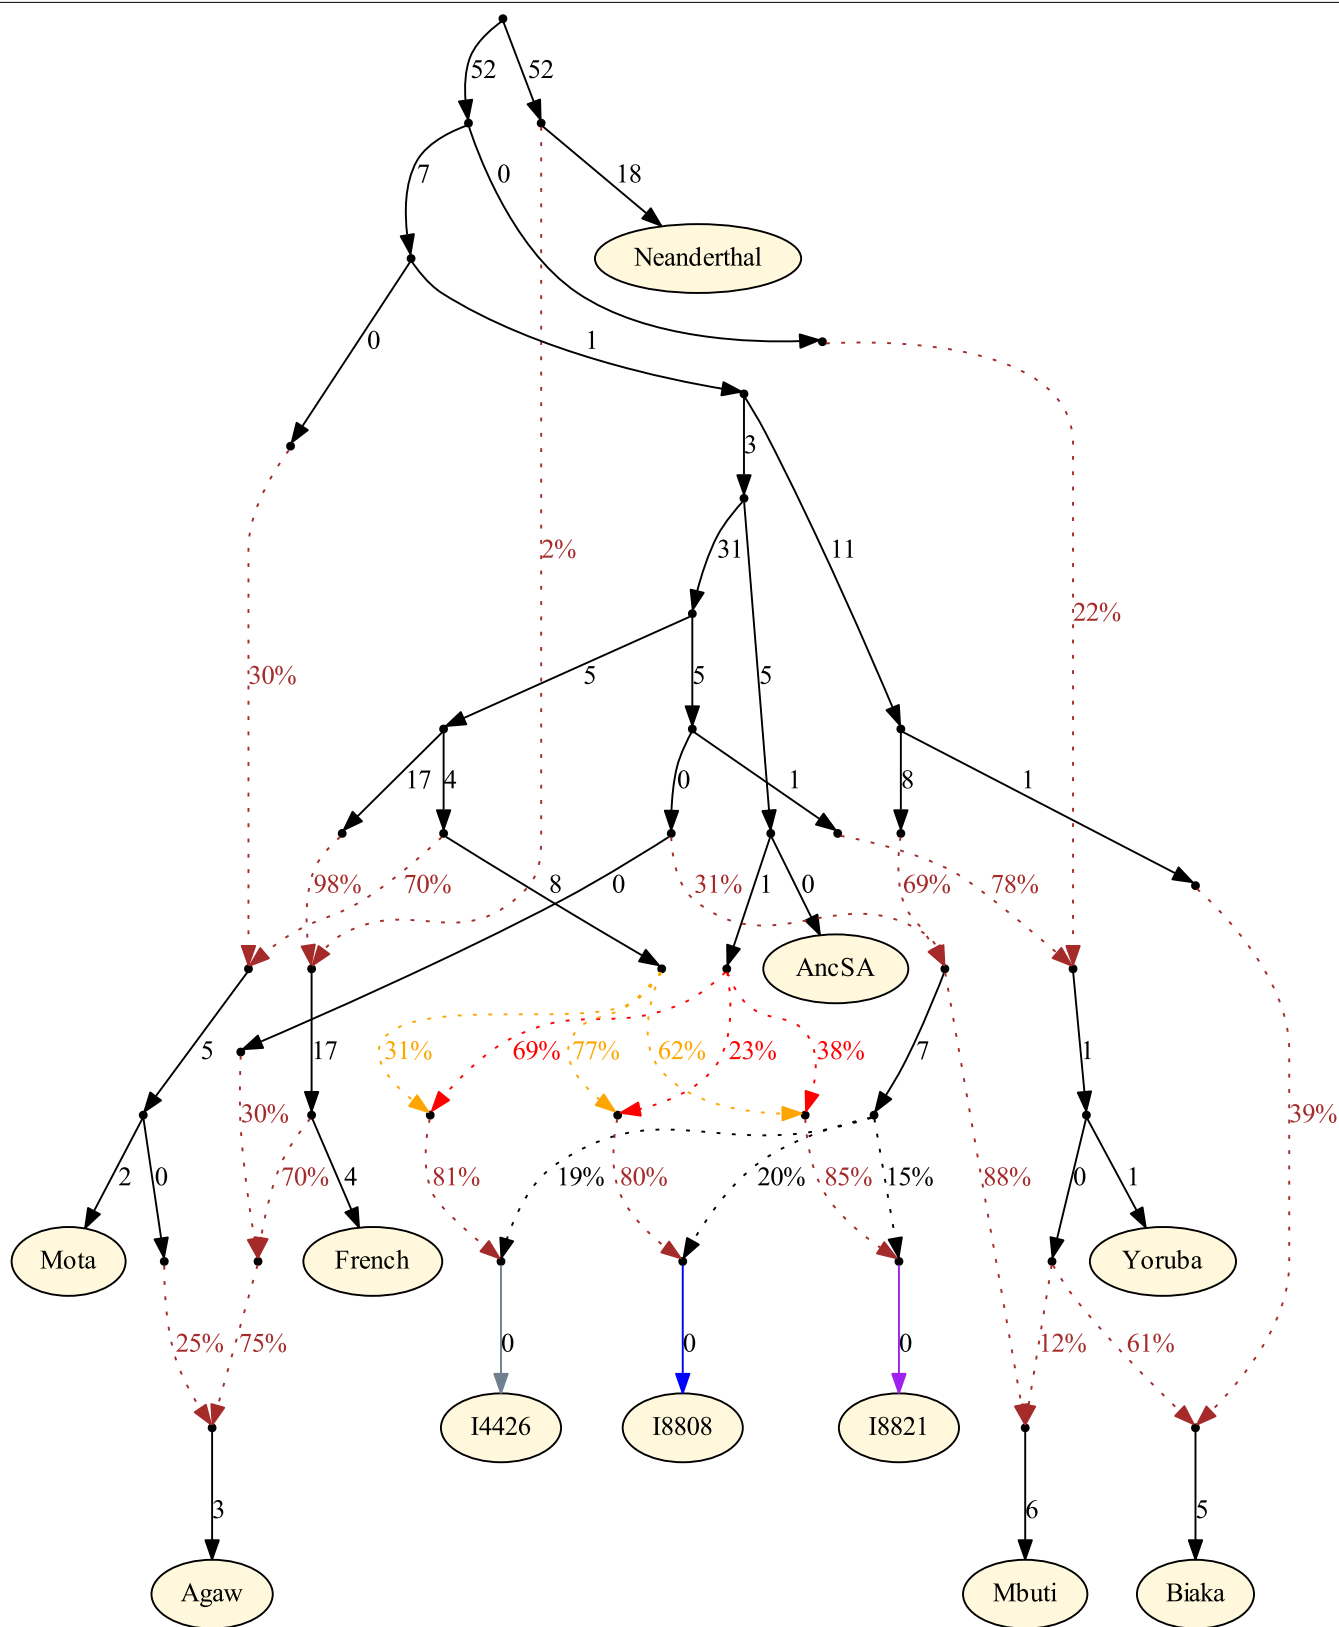 52 52
7 0 18
Neanderthal
0 1
3
31 2% 11
22%
30% 5 5 5
17 4 0 1 8 1
98% 70% 8 0 31% 1 0 69% 78%
AncSA
5 17 31% 69% 77% 62% 23% 38% 7 1
30% 39%
2 0 70% 4 81% 19% 80% 20% 85% 15% 88% 0 1
Mota French Yoruba
25% 75% 0 0 0 12% 61%
I4426 I8808 I8821
3 6 5
Agaw Mbuti Biaka